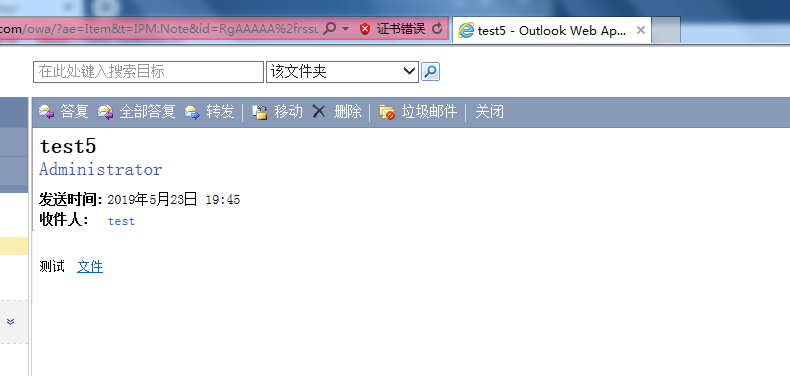 com/owa/?ae=Item&t=IPM.Note&id=RgAAAAA%2frssu 证书错误 test5 - Outlook Web Ap...
在此处键入搜索目标 该文件夹
答复 全部答复 转发 移动 删除 垃圾邮件 关闭
test5
Administrator
发送时间: 2019年5月23日 19:45
收件人: test
测试 文件